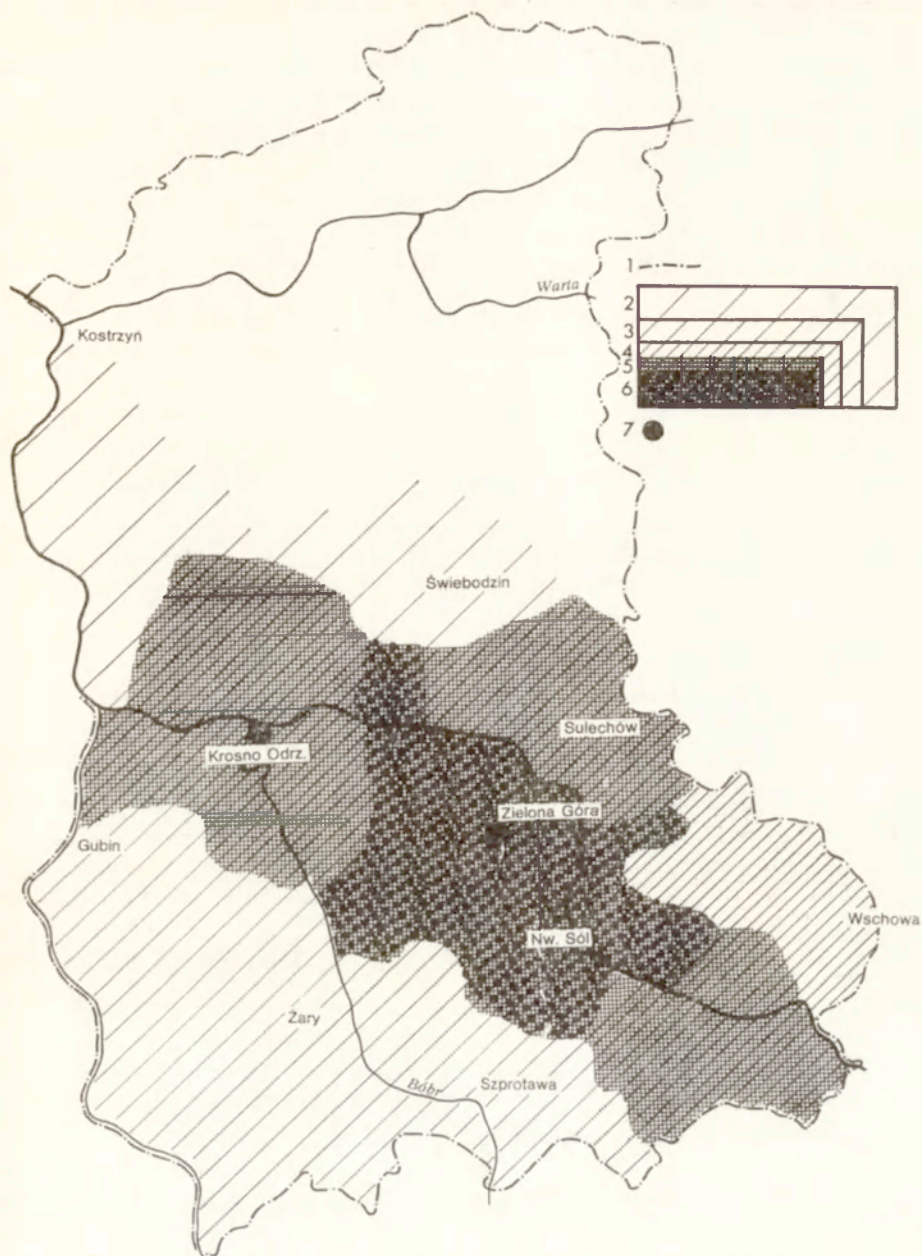 1
Warta
2
Kostrzyń
3
4
5
6
7
Świebodzin
Sulechów
Krosno Odrz.
Zielona Góra
Gubin
Wschowa
Nw. Sól
Żary
Szprotawa
Bóbr